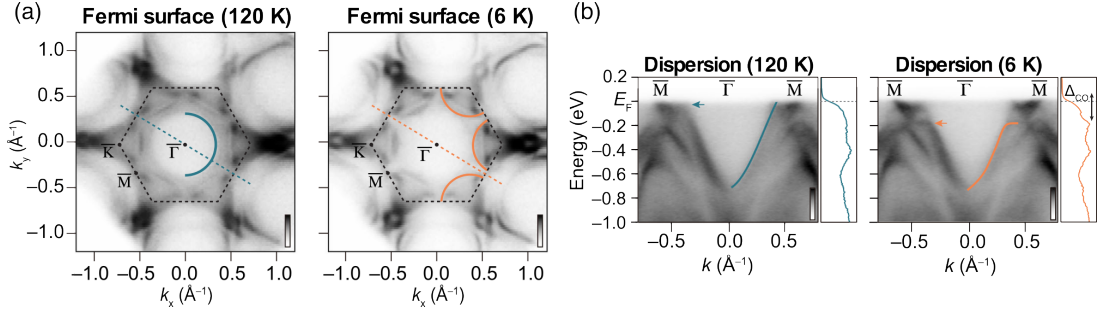 (a)
Fermi surface (120 K)
Fermi surface (6 K)
1.0
0.5
0.0
−0.5
−1.0
k_y (Å⁻¹)
K̅
Γ̅
M̅
K̅
Γ̅
M̅
−1.0 −0.5 0.0 0.5 1.0
−1.0 −0.5 0.0 0.5 1.0
k_x (Å⁻¹)
k_x (Å⁻¹)
(b)
Dispersion (120 K)
Dispersion (6 K)
M̅ Γ̅ M̅
M̅ Γ̅ M̅
0.2
E_F
−0.2
−0.4
−0.6
−0.8
−1.0
Energy (eV)
Δ_CO
−0.5 0.0 0.5
−0.5 0.0 0.5
k (Å⁻¹)
k (Å⁻¹)